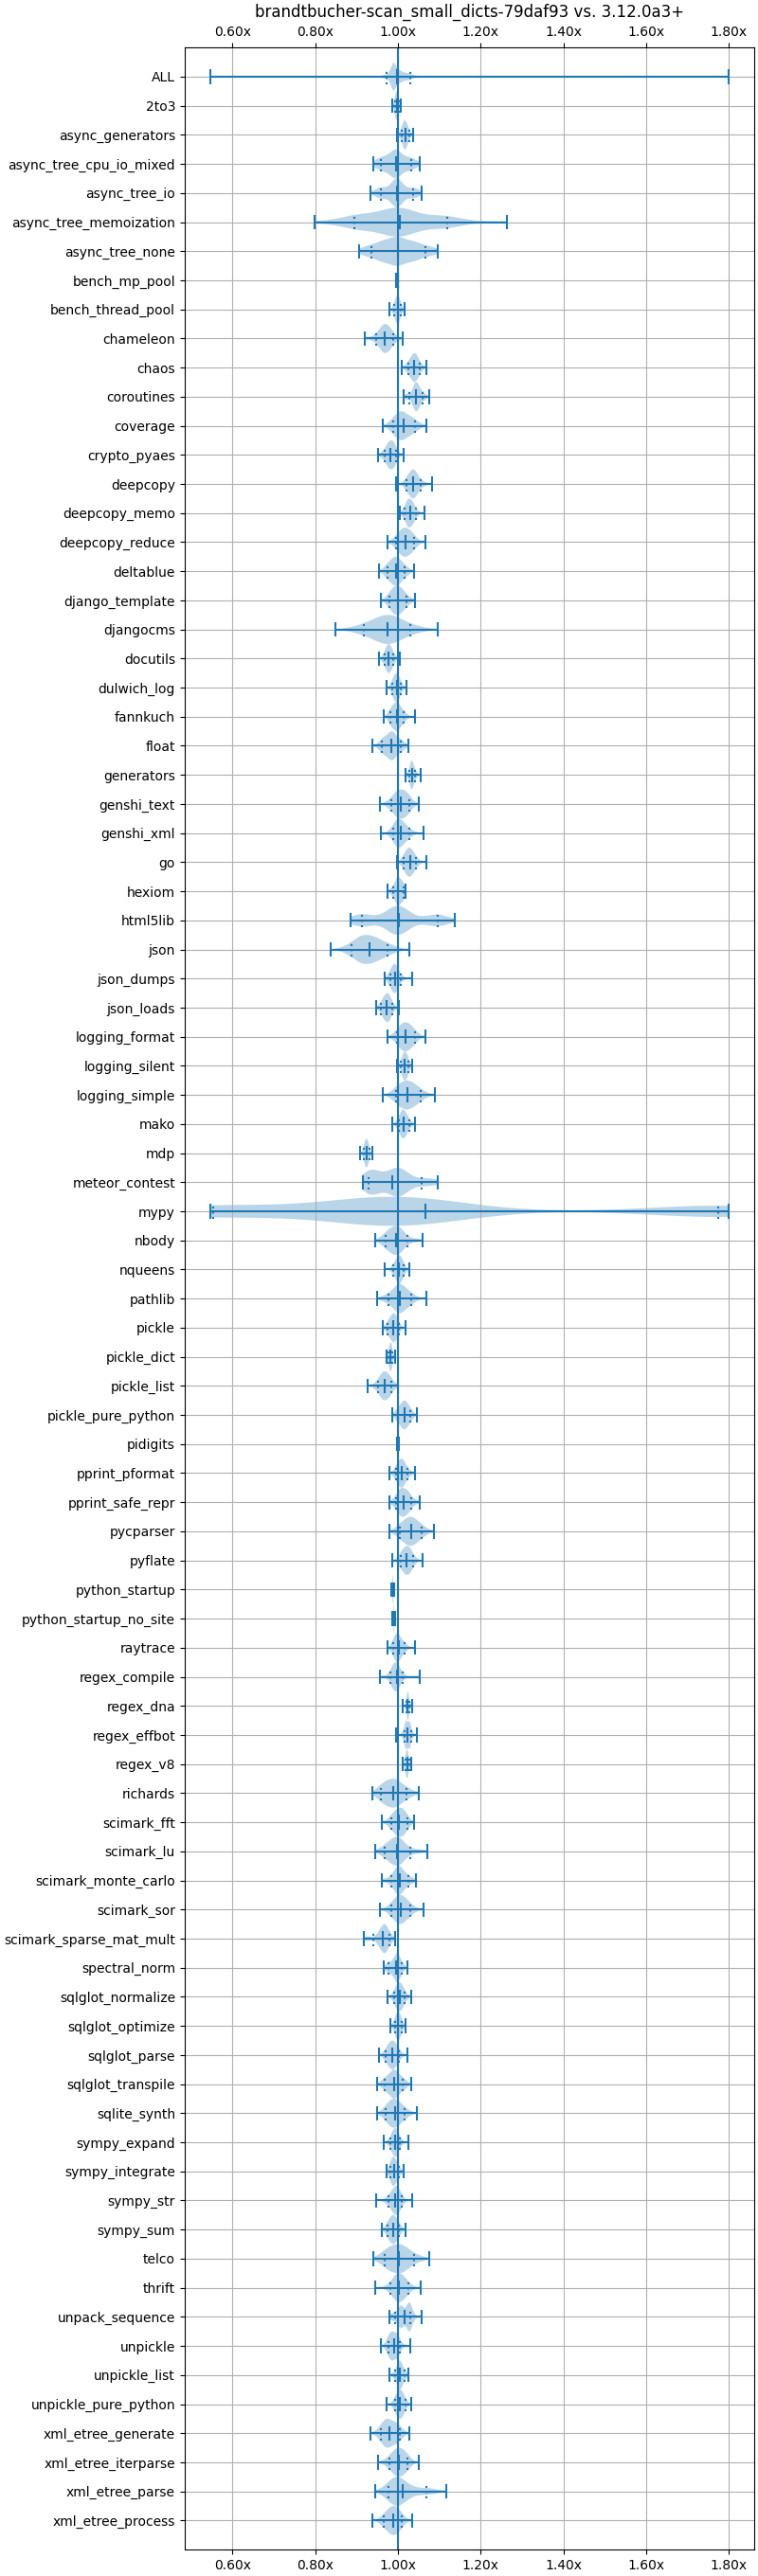 brandtbucher-scan_small_dicts-79daf93 vs. 3.12.0a3+
0.60x 0.80x 1.00x 1.20x 1.40x 1.60x 1.80x
ALL
2to3
async_generators
async_tree_cpu_io_mixed
async_tree_io
async_tree_memoization
async_tree_none
bench_mp_pool
bench_thread_pool
chameleon
chaos
coroutines
coverage
crypto_pyaes
deepcopy
deepcopy_memo
deepcopy_reduce
deltablue
django_template
djangocms
docutils
dulwich_log
fannkuch
float
generators
genshi_text
genshi_xml
go
hexiom
html5lib
json
json_dumps
json_loads
logging_format
logging_silent
logging_simple
mako
mdp
meteor_contest
mypy
nbody
nqueens
pathlib
pickle
pickle_dict
pickle_list
pickle_pure_python
pidigits
pprint_pformat
pprint_safe_repr
pycparser
pyflate
python_startup
python_startup_no_site
raytrace
regex_compile
regex_dna
regex_effbot
regex_v8
richards
scimark_fft
scimark_lu
scimark_monte_carlo
scimark_sor
scimark_sparse_mat_mult
spectral_norm
sqlglot_normalize
sqlglot_optimize
sqlglot_parse
sqlglot_transpile
sqlite_synth
sympy_expand
sympy_integrate
sympy_str
sympy_sum
telco
thrift
unpack_sequence
unpickle
unpickle_list
unpickle_pure_python
xml_etree_generate
xml_etree_iterparse
xml_etree_parse
xml_etree_process
0.60x 0.80x 1.00x 1.20x 1.40x 1.60x 1.80x